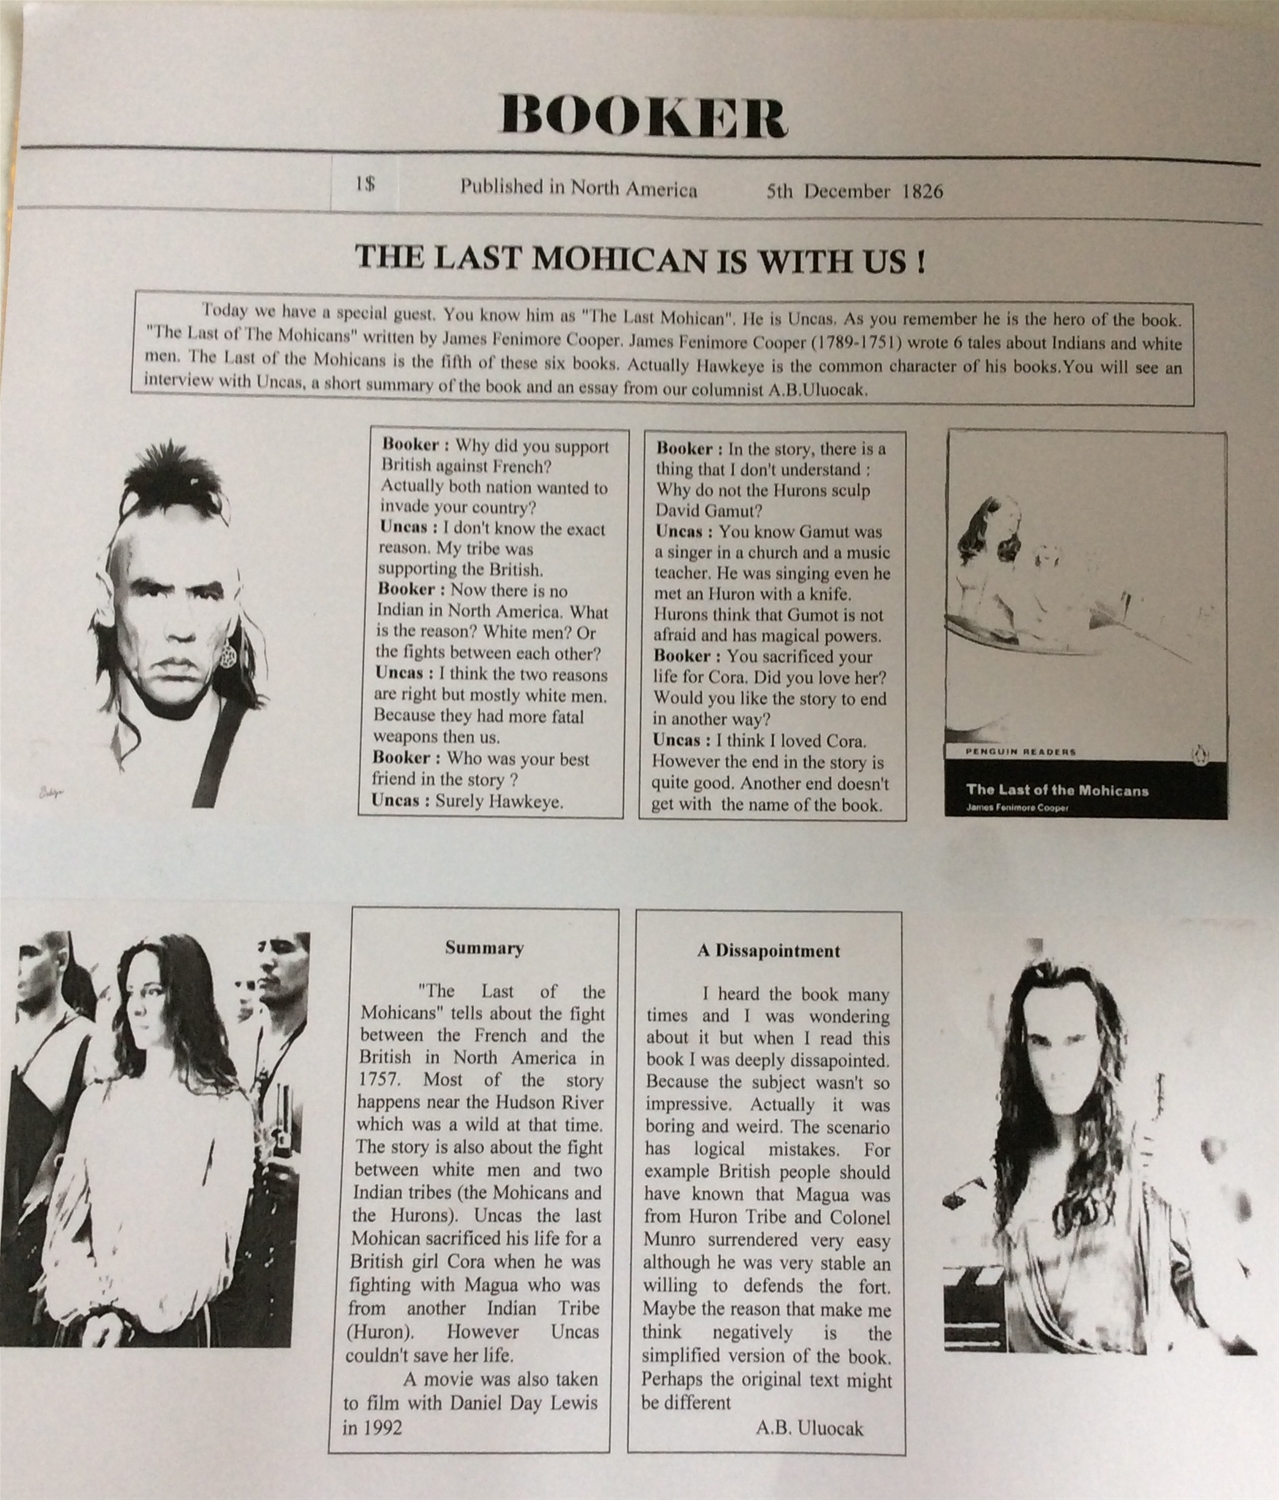 BOOKER
1$ Published in North America 5th December 1826
THE LAST MOHICAN IS WITH US !
Today we have a special guest. You know him as "The Last Mohican". He is Uncas. As you remember he is the hero of the book.
"The Last of The Mohicans" written by James Fenimore Cooper. James Fenimore Cooper (1789-1751) wrote 6 tales about Indians and white
men. The Last of the Mohicans is the fifth of these six books. Actually Hawkeye is the common character of his books.You will see an
interview with Uncas, a short summary of the book and an essay from our columnist A.B.Uluocak.
Booker : Why did you support
British against French?
Actually both nation wanted to
invade your country?
Uncas : I don't know the exact
reason. My tribe was
supporting the British.
Booker : Now there is no
Indian in North America. What
is the reason? White men? Or
the fights between each other?
Uncas : I think the two reasons
are right but mostly white men.
Because they had more fatal
weapons then us.
Booker : Who was your best
friend in the story ?
Uncas : Surely Hawkeye.
Booker : In the story, there is a
thing that I don't understand :
Why do not the Hurons sculp
David Gamut?
Uncas : You know Gamut was
a singer in a church and a music
teacher. He was singing even he
met an Huron with a knife.
Hurons think that Gumot is not
afraid and has magical powers.
Booker : You sacrificed your
life for Cora. Did you love her?
Would you like the story to end
in another way?
Uncas : I think I loved Cora.
However the end in the story is
quite good. Another end doesn't
get with the name of the book.
PENGUIN READERS
The Last of the Mohicans
James Fenimore Cooper
Summary
"The Last of the
Mohicans" tells about the fight
between the French and the
British in North America in
1757. Most of the story
happens near the Hudson River
which was a wild at that time.
The story is also about the fight
between white men and two
Indian tribes (the Mohicans and
the Hurons). Uncas the last
Mohican sacrificed his life for a
British girl Cora when he was
fighting with Magua who was
from another Indian Tribe
(Huron). However Uncas
couldn't save her life.
A movie was also taken
to film with Daniel Day Lewis
in 1992
A Dissapointment
I heard the book many
times and I was wondering
about it but when I read this
book I was deeply dissapointed.
Because the subject wasn't so
impressive. Actually it was
boring and weird. The scenario
has logical mistakes. For
example British people should
have known that Magua was
from Huron Tribe and Colonel
Munro surrendered very easy
although he was very stable an
willing to defends the fort.
Maybe the reason that make me
think negatively is the
simplified version of the book.
Perhaps the original text might
be different
A.B. Uluocak